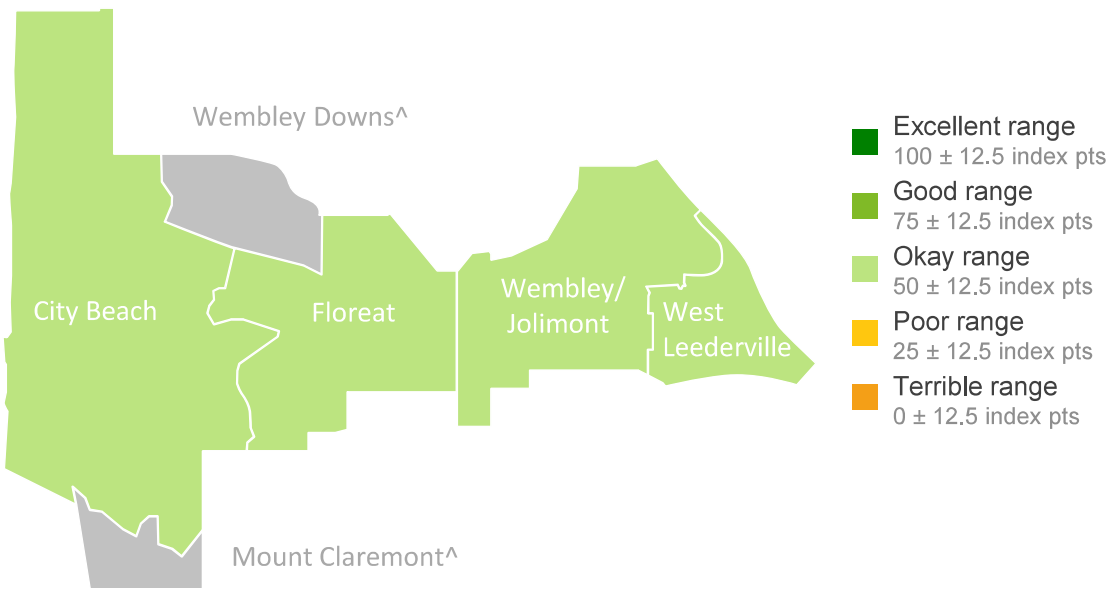 Wembley Downs^
City Beach
Floreat
Wembley/
Jolimont
West
Leederville
Mount Claremont^
Excellent range
100 ± 12.5 index pts
Good range
75 ± 12.5 index pts
Okay range
50 ± 12.5 index pts
Poor range
25 ± 12.5 index pts
Terrible range
0 ± 12.5 index pts